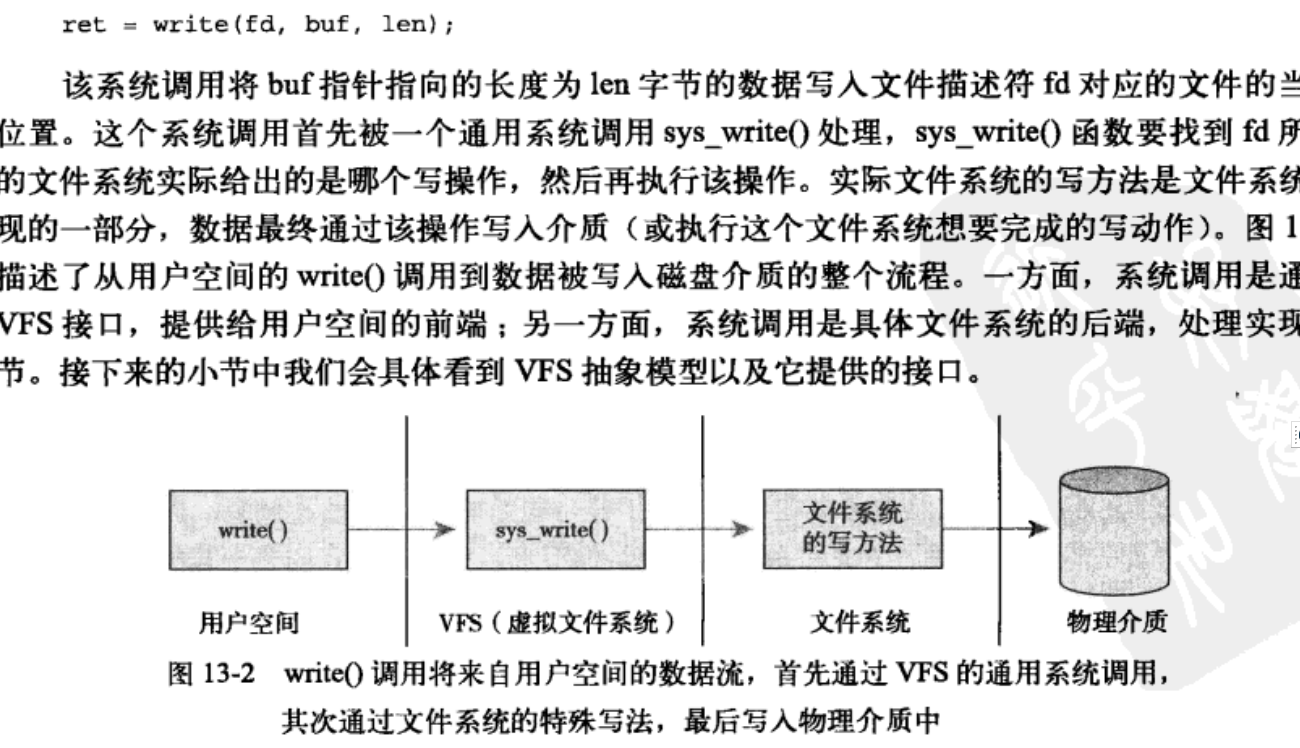 ret = write(fd, buf, len);
该系统调用将 buf 指针指向的长度为 len 字节的数据写入文件描述符 fd 对应的文件的当
位置。这个系统调用首先被一个通用系统调用 sys_write() 处理，sys_write() 函数要找到 fd 所
的文件系统实际给出的是哪个写操作，然后再执行该操作。实际文件系统的写方法是文件系统
现的一部分，数据最终通过该操作写入介质（或执行这个文件系统想要完成的写动作）。图 1
描述了从用户空间的 write() 调用到数据被写入磁盘介质的整个流程。一方面，系统调用是通
VFS 接口，提供给用户空间的前端；另一方面，系统调用是具体文件系统的后端，处理实现
节。接下来的小节中我们会具体看到 VFS 抽象模型以及它提供的接口。
write()
sys_write()
文件系统
的写方法
用户空间
VFS（虚拟文件系统）
文件系统
物理介质
图 13-2 write() 调用将来自用户空间的数据流，首先通过 VFS 的通用系统调用，
其次通过文件系统的特殊写法，最后写入物理介质中